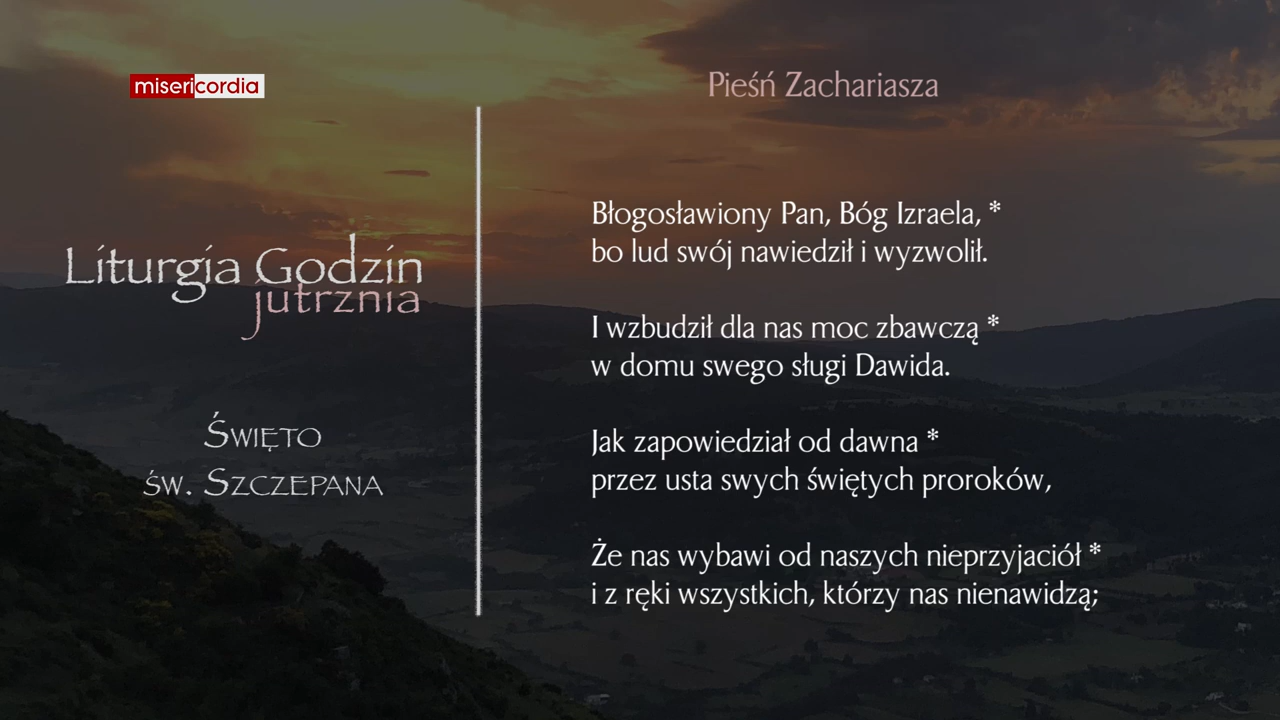 misericordia
Liturgia Godzin
jutrznia
Święto
św. Szczepana
Pieśń Zachariasza
Błogosławiony Pan, Bóg Izraela, *
bo lud swój nawiedził i wyzwolił.
I wzbudził dla nas moc zbawczą *
w domu swego sługi Dawida.
Jak zapowiedział od dawna *
przez usta swych świętych proroków,
Że nas wybawi od naszych nieprzyjaciół *
i z ręki wszystkich, którzy nas nienawidzą;